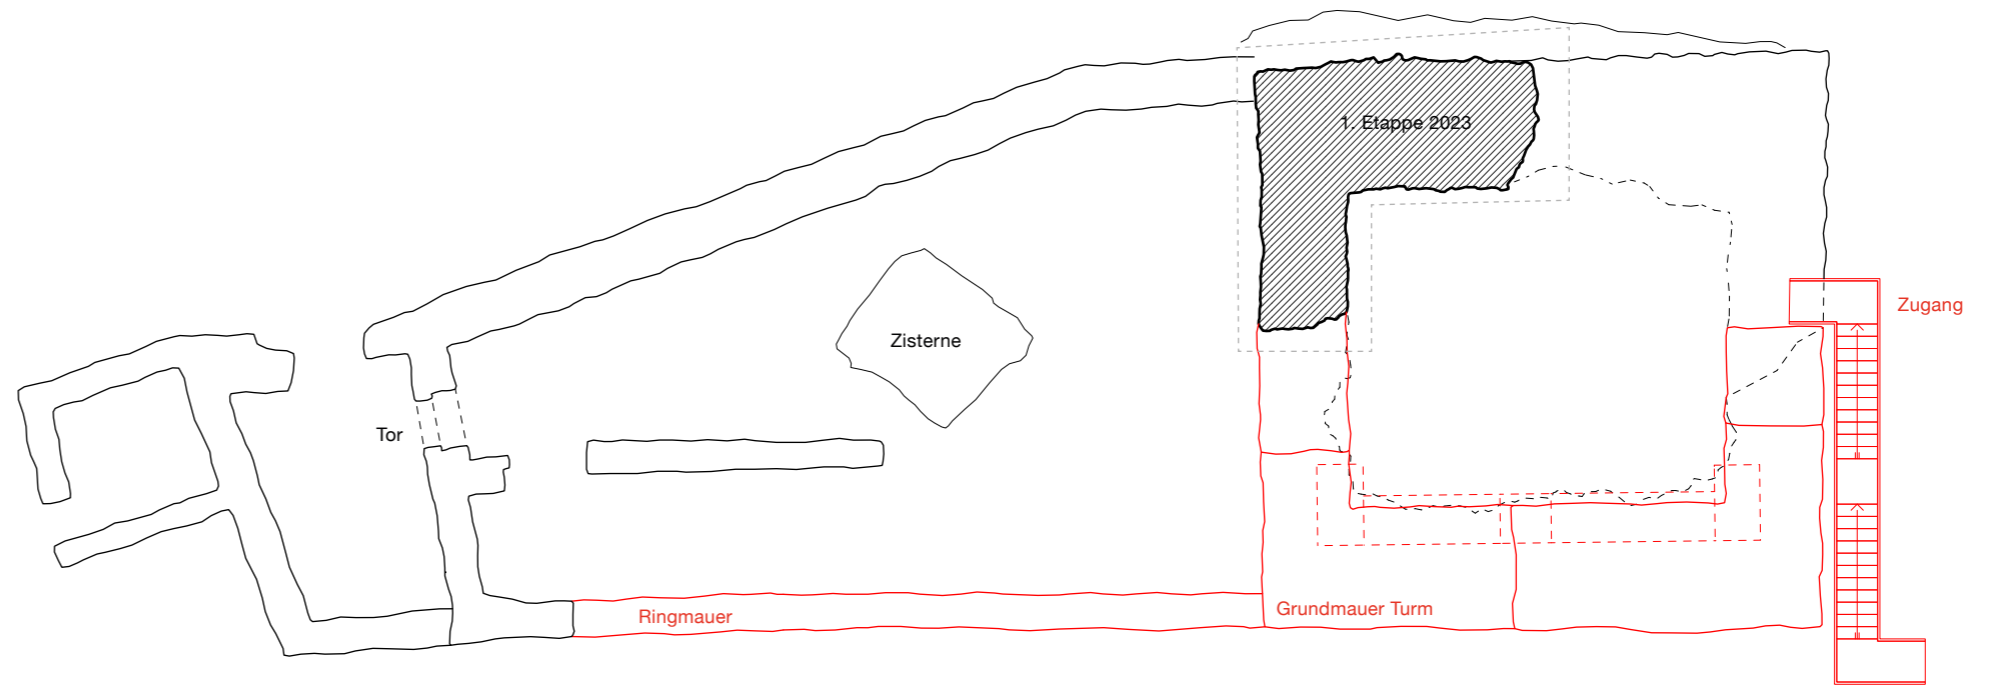 1. Etappe 2023
Zugang
Zisterne
Tor
Ringmauer
Grundmauer Turm